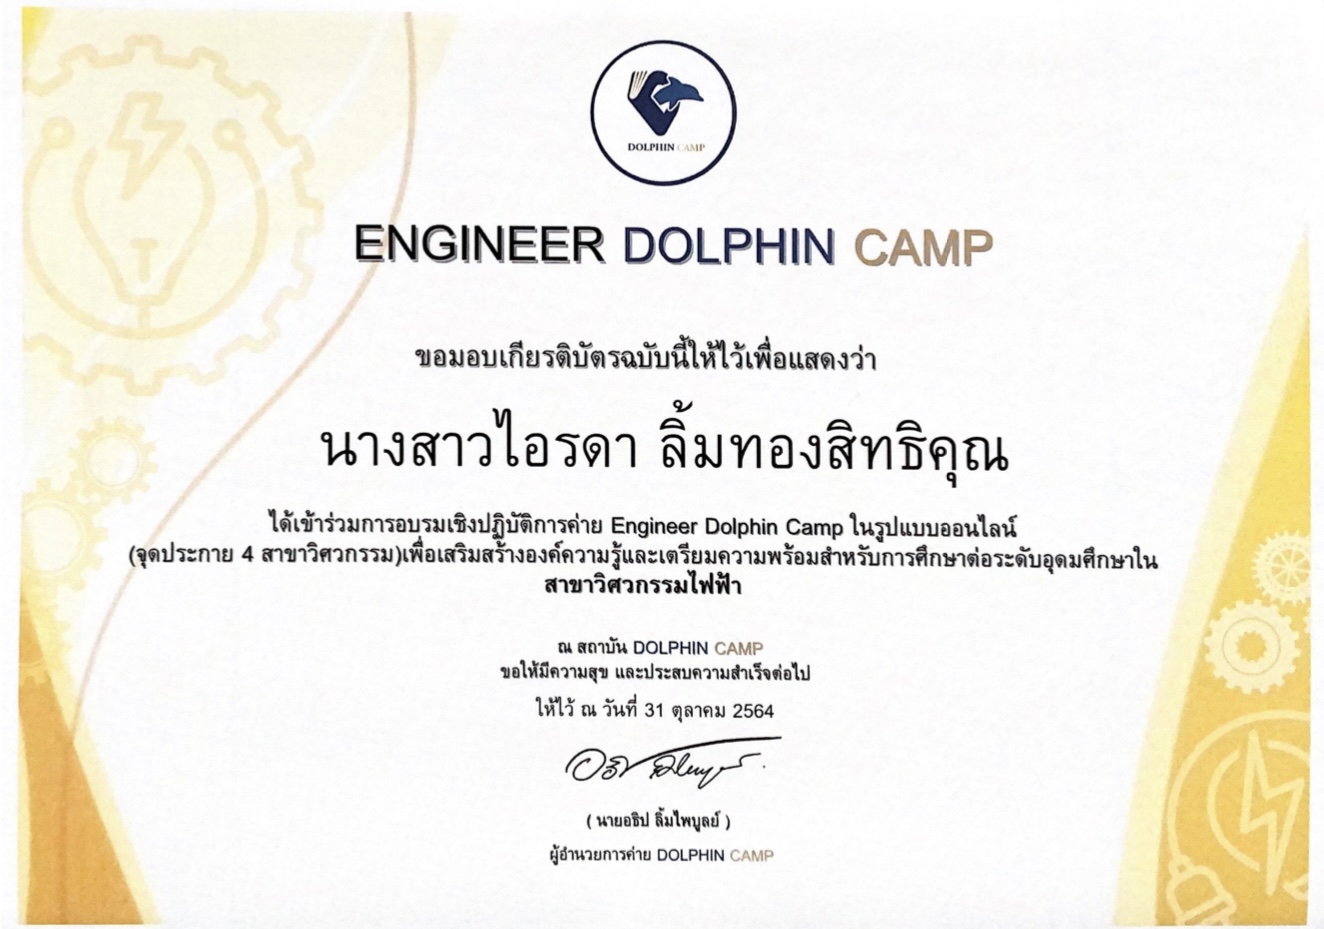 DOLPHIN CAMP
ENGINEER DOLPHIN CAMP
ขอมอบเกียรติบัตรฉบับนี้ให้ไว้เพื่อแสดงว่า
นางสาวไอรดา ลิ้มทองสิทธิคุณ
ได้เข้าร่วมการอบรมเชิงปฏิบัติการค่าย Engineer Dolphin Camp ในรูปแบบออนไลน์
(จุดประกาย 4 สาขาวิศวกรรม)เพื่อเสริมสร้างองค์ความรู้และเตรียมความพร้อมสำหรับการศึกษาต่อระดับอุดมศึกษาใน
สาขาวิศวกรรมไฟฟ้า
ณ สถาบัน DOLPHIN CAMP
ขอให้มีความสุข และประสบความสำเร็จต่อไป
ให้ไว้ ณ วันที่ 31 ตุลาคม 2564
( นายอธิป ลิ้มไพบูลย์ )
ผู้อำนวยการค่าย DOLPHIN CAMP